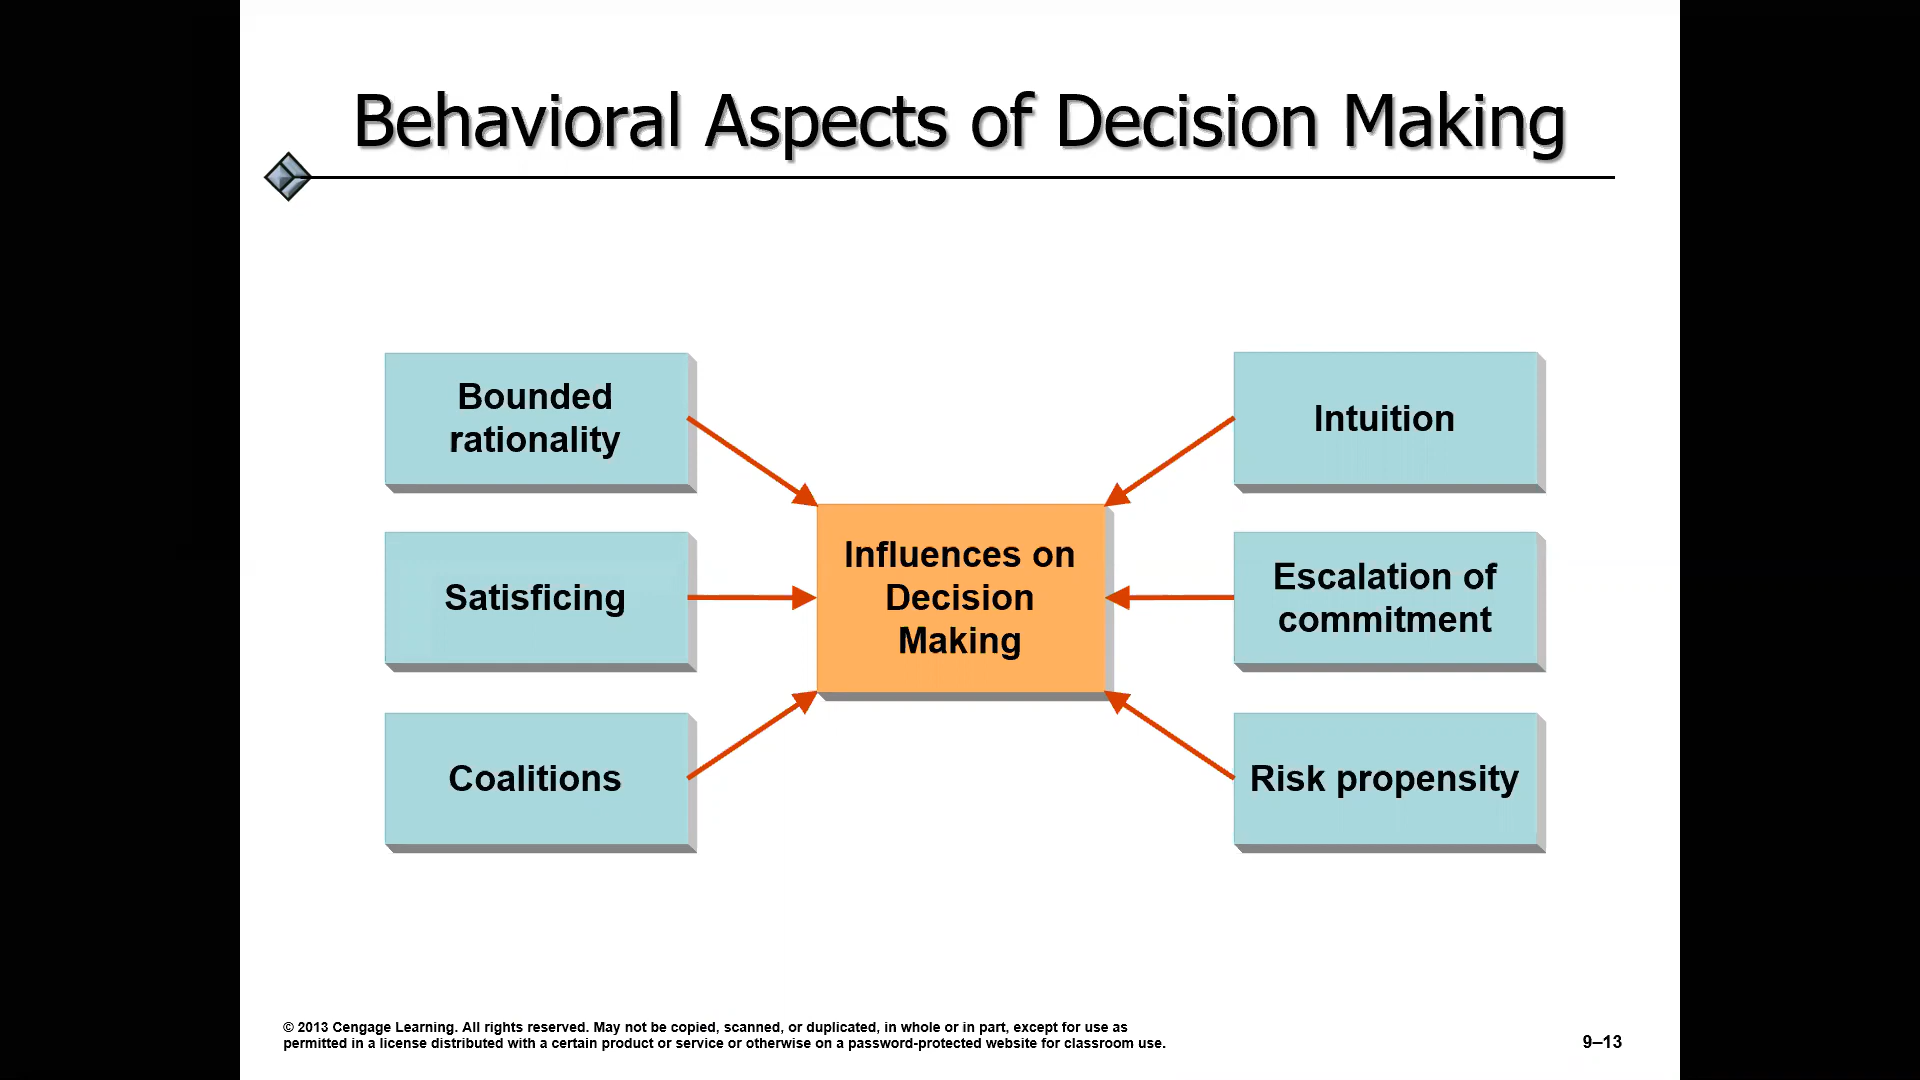 Behavioral Aspects of Decision Making
Bounded
rationality
Satisficing
Coalitions
Influences on
Decision
Making
Intuition
Escalation of
commitment
Risk propensity
© 2013 Cengage Learning. All rights reserved. May not be copied, scanned, or duplicated, in whole or in part, except for use as
permitted in a license distributed with a certain product or service or otherwise on a password-protected website for classroom use.
9–13